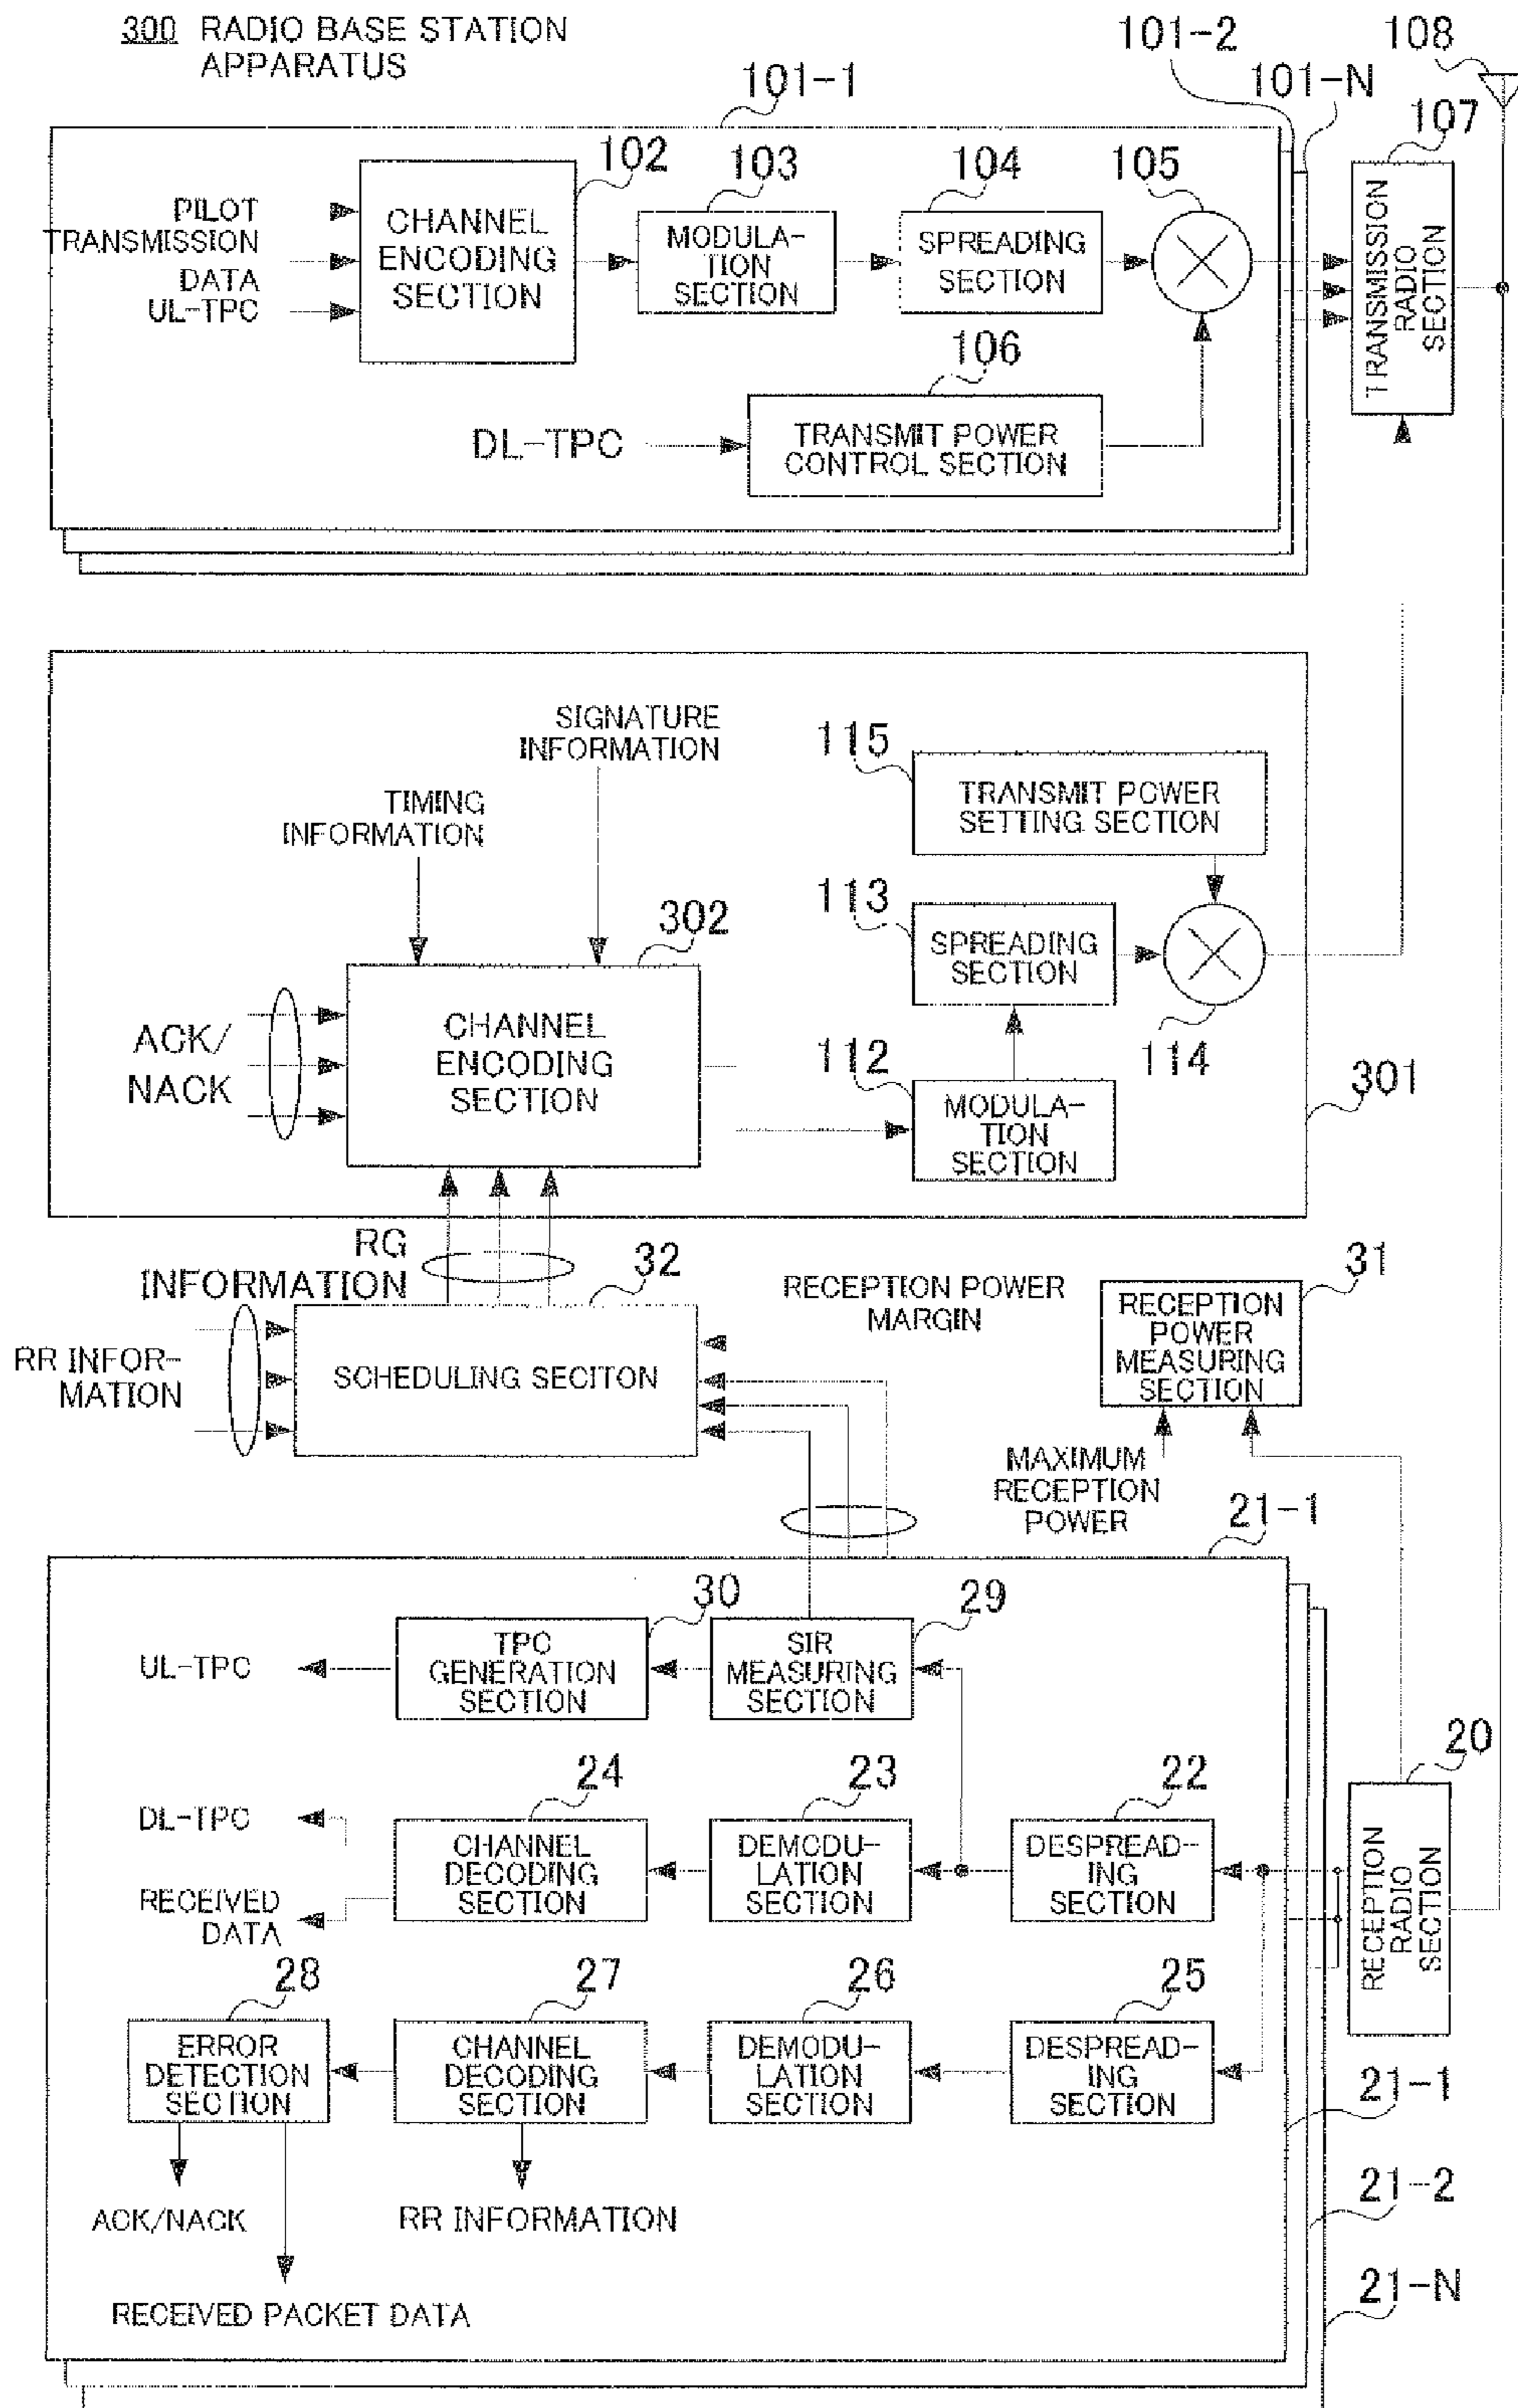 300 RADIO BASE STATION
APPARATUS
101-1
101-2
101-N
108
107
102
103
104
105
PILOT
TRANSMISSION
DATA
UL-TPC
CHANNEL
ENCODING
SECTION
MODULA-
TION
SECTION
SPREADING
SECTION
TRANSMISSION
RADIO
SECTION
106
DL-TPC
TRANSMIT POWER
CONTROL SECTION
SIGNATURE
INFORMATION
TIMING
INFORMATION
115
TRANSMIT POWER
SETTING SECTION
302
113
SPREADING
SECTION
ACK/
NACK
CHANNEL
ENCODING
SECTION
112
114
301
MODULA-
TION
SECTION
RG
INFORMATION
32
RECEPTION POWER
MARGIN
31
RECEPTION
POWER
MEASURING
SECTION
RR INFOR-
MATION
SCHEDULING SECITON
MAXIMUM
RECEPTION
POWER
21-1
30
29
UL-TPC
TPC
GENERATION
SECTION
SIR
MEASURING
SECTION
20
24
23
22
DL-TPC
CHANNEL
DECODING
SECTION
DEMODU-
LATION
SECTION
DESPREAD-
ING
SECTION
RECEPTION
RADIO
SECTION
RECEIVED
DATA
28
27
26
25
ERROR
DETECTION
SECTION
CHANNEL
DECODING
SECTION
DEMODU-
LATION
SECTION
DESPREAD-
ING
SECTION
21-1
21-2
ACK/NACK
RR INFORMATION
21-N
RECEIVED PACKET DATA